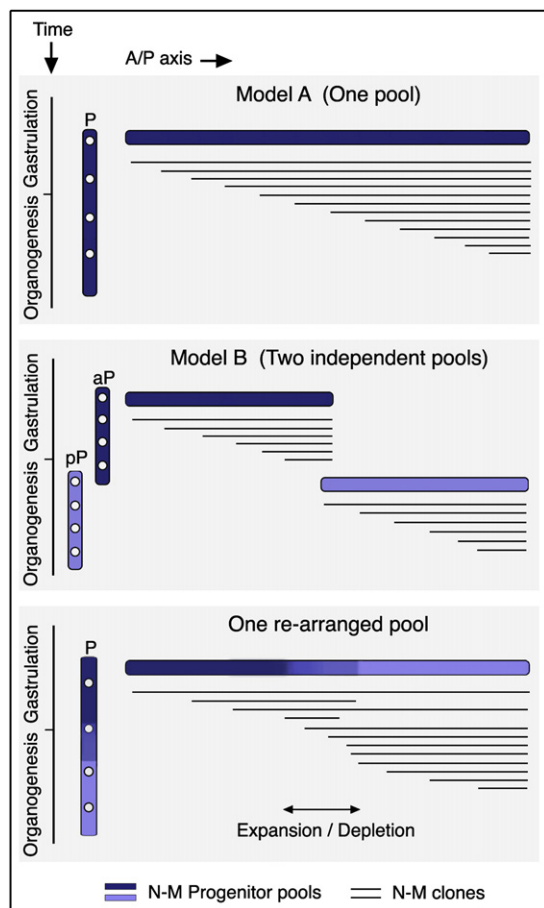 Time
A/P axis
Model A (One pool)
P
Gastrulation
Organogenesis
Model B (Two independent pools)
aP
pP
Gastrulation
Organogenesis
One re-arranged pool
P
Gastrulation
Organogenesis
Expansion / Depletion
N-M Progenitor pools N-M clones